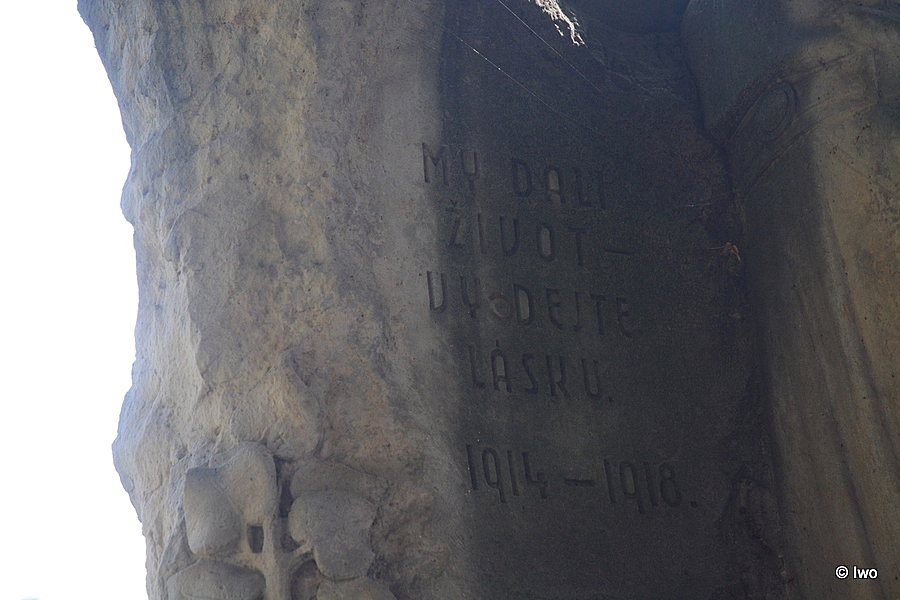 MY DALI
ŽIVOT —
VY DEJTE
LÁSKU.
1914 — 1918.
© Iwo